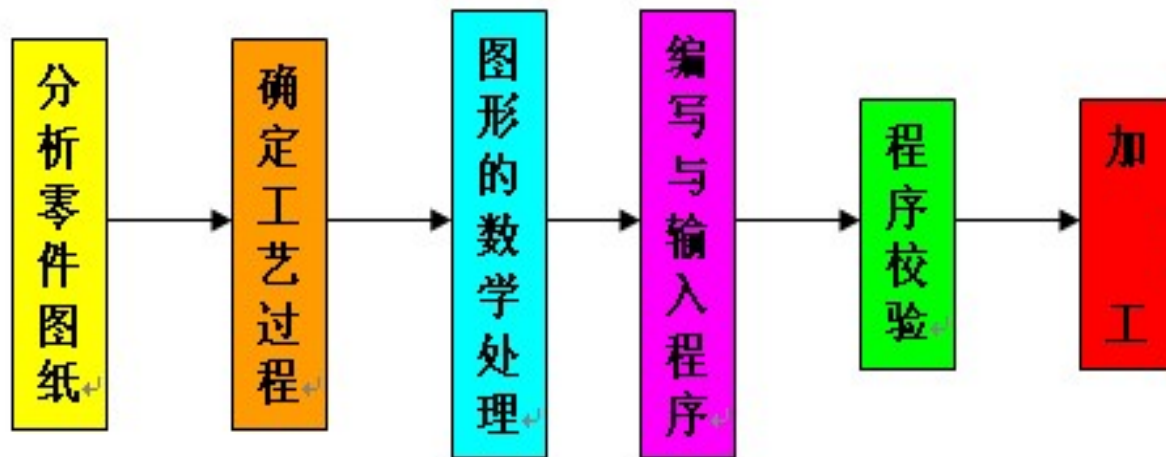 分析零件图纸
确定工艺过程
图形的数学处理
编写与输入程序
程序校验
加工